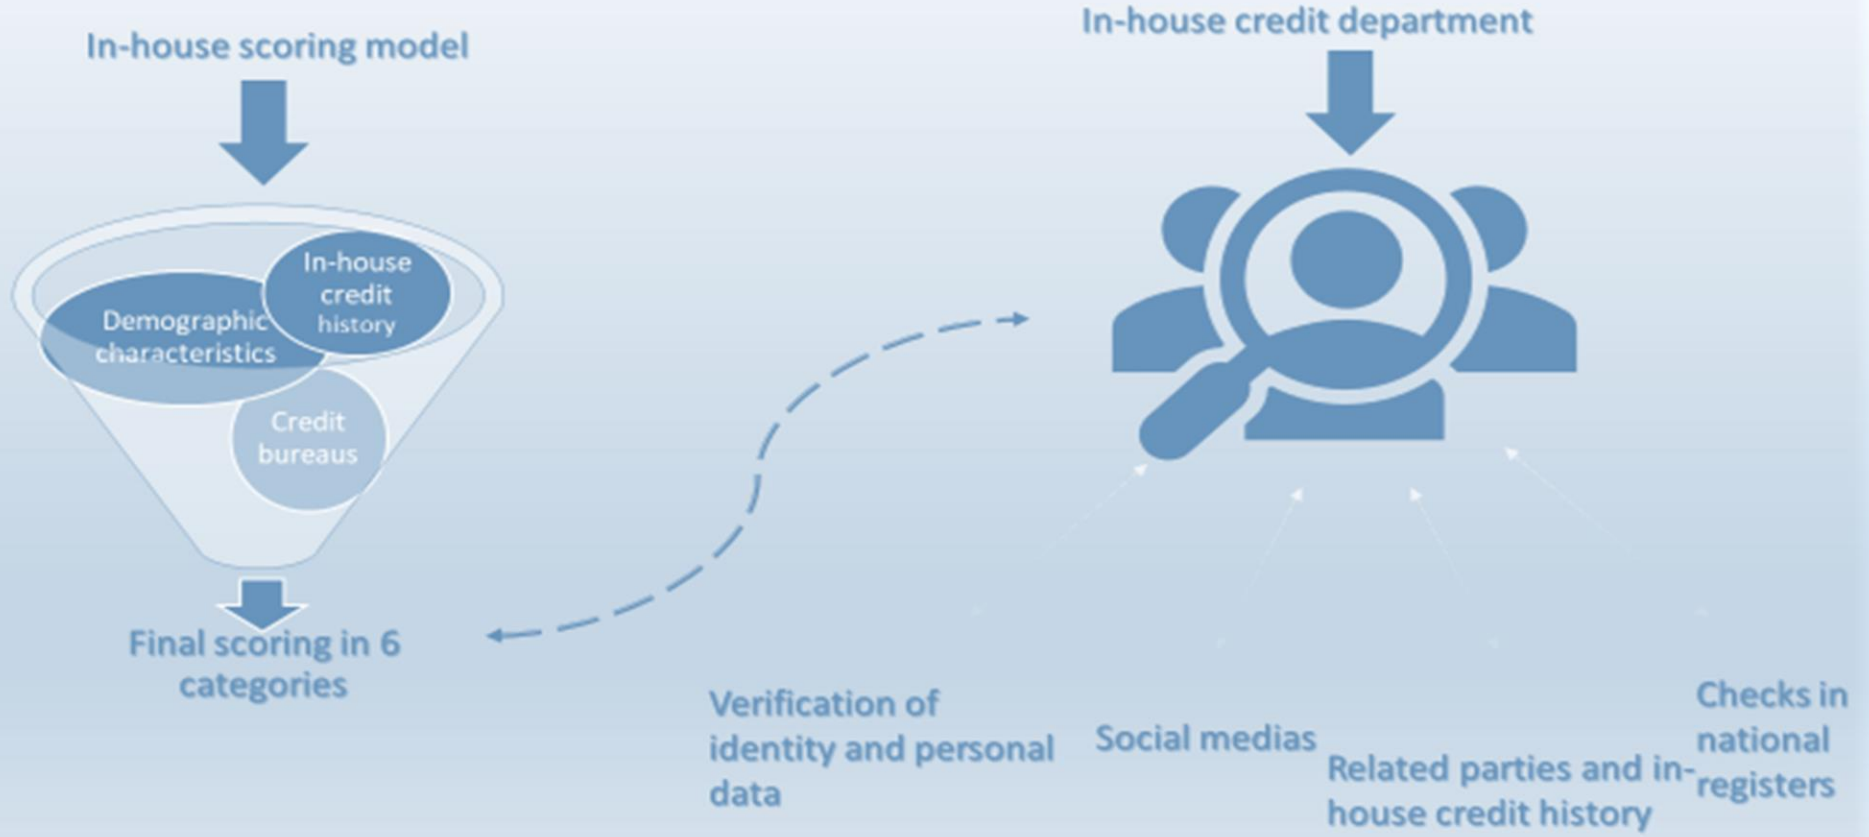 In-house scoring model
In-house
credit
history
Demographic
characteristics
Credit
bureaus
Final scoring in 6
categories
In-house credit department
Verification of
identity and personal
data
Social medias
Related parties and in-
house credit history
Checks in
national
registers